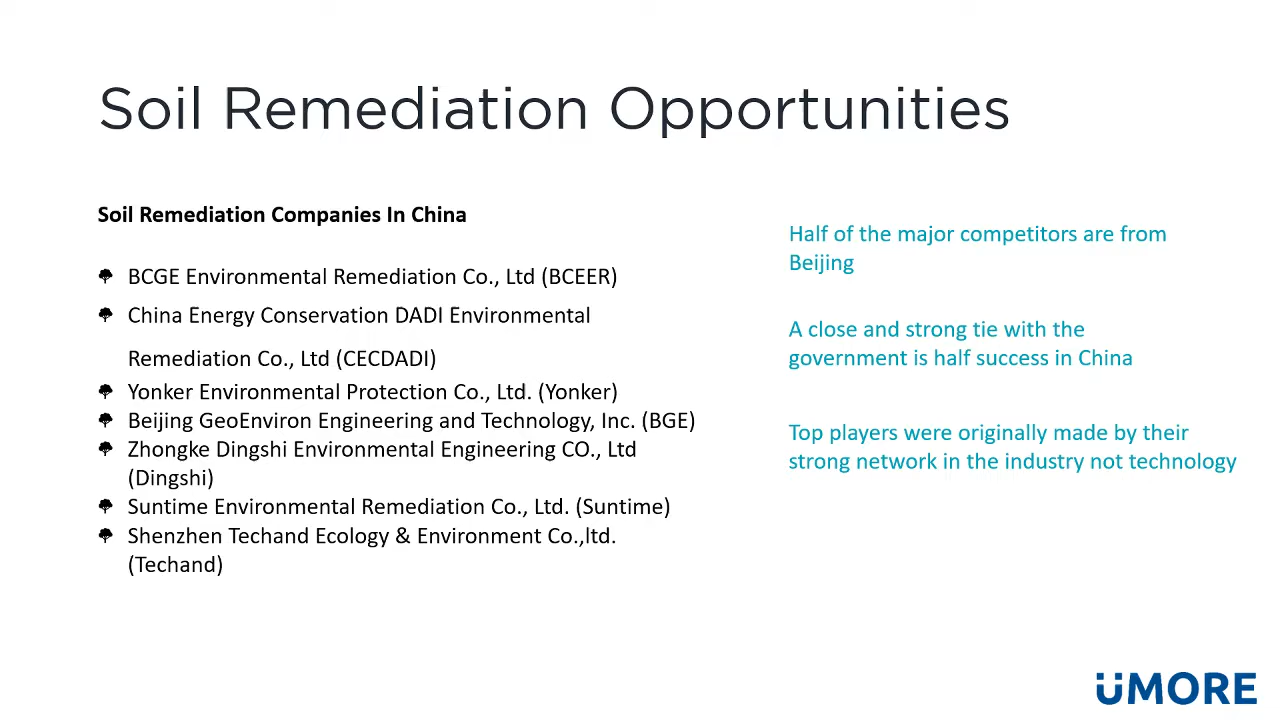 Soil Remediation Opportunities
Soil Remediation Companies In China
BCGE Environmental Remediation Co., Ltd (BCEER)
China Energy Conservation DADI Environmental
Remediation Co., Ltd (CECDADI)
Yonker Environmental Protection Co., Ltd. (Yonker)
Beijing GeoEnviron Engineering and Technology, Inc. (BGE)
Zhongke Dingshi Environmental Engineering CO., Ltd
(Dingshi)
Suntime Environmental Remediation Co., Ltd. (Suntime)
Shenzhen Techand Ecology & Environment Co.,ltd.
(Techand)
Half of the major competitors are from
Beijing
A close and strong tie with the
government is half success in China
Top players were originally made by their
strong network in the industry not technology
ÜMORE